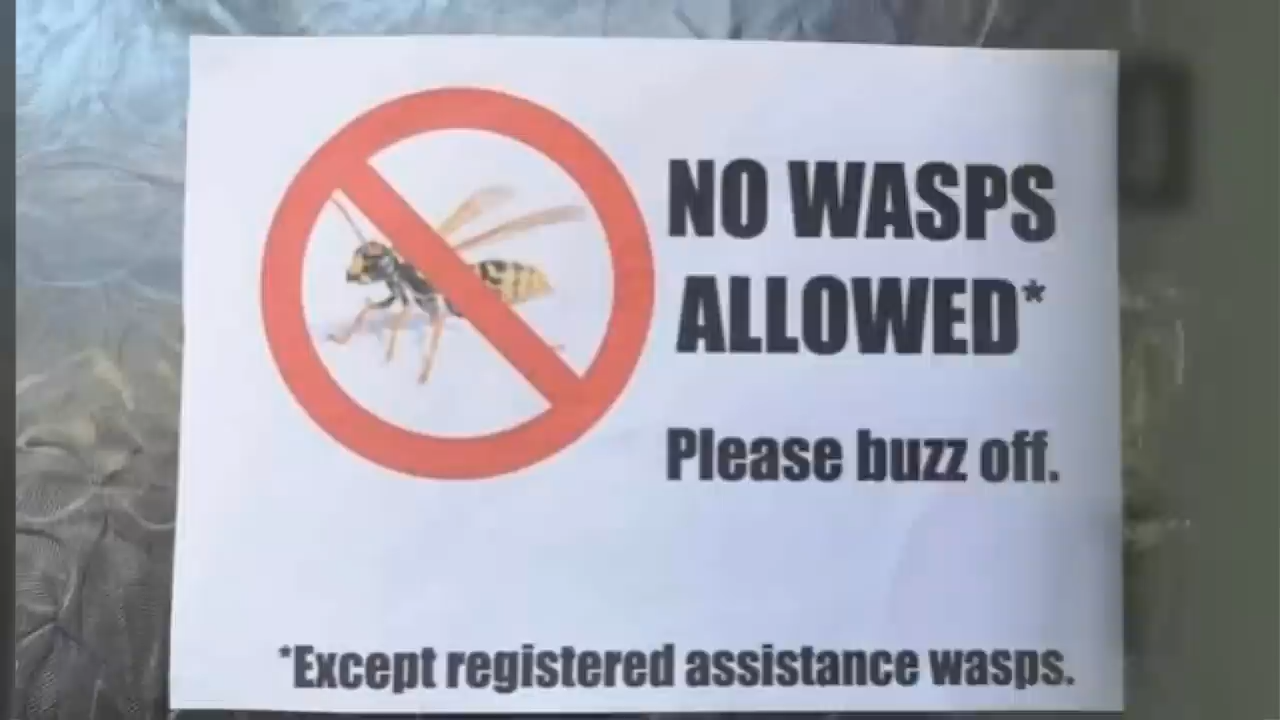 NO WASPS
ALLOWED*
Please buzz off.
*Except registered assistance wasps.